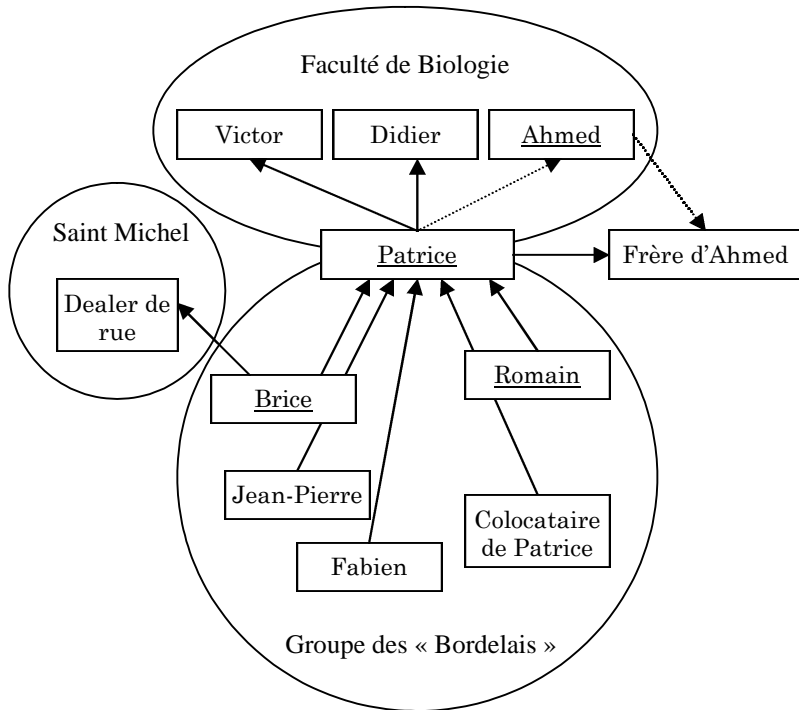 Faculté de Biologie
Victor
Didier
Ahmed
Saint Michel
Patrice
Frère d'Ahmed
Dealer de
rue
Romain
Brice
Jean-Pierre
Colocataire
de Patrice
Fabien
Groupe des « Bordelais »